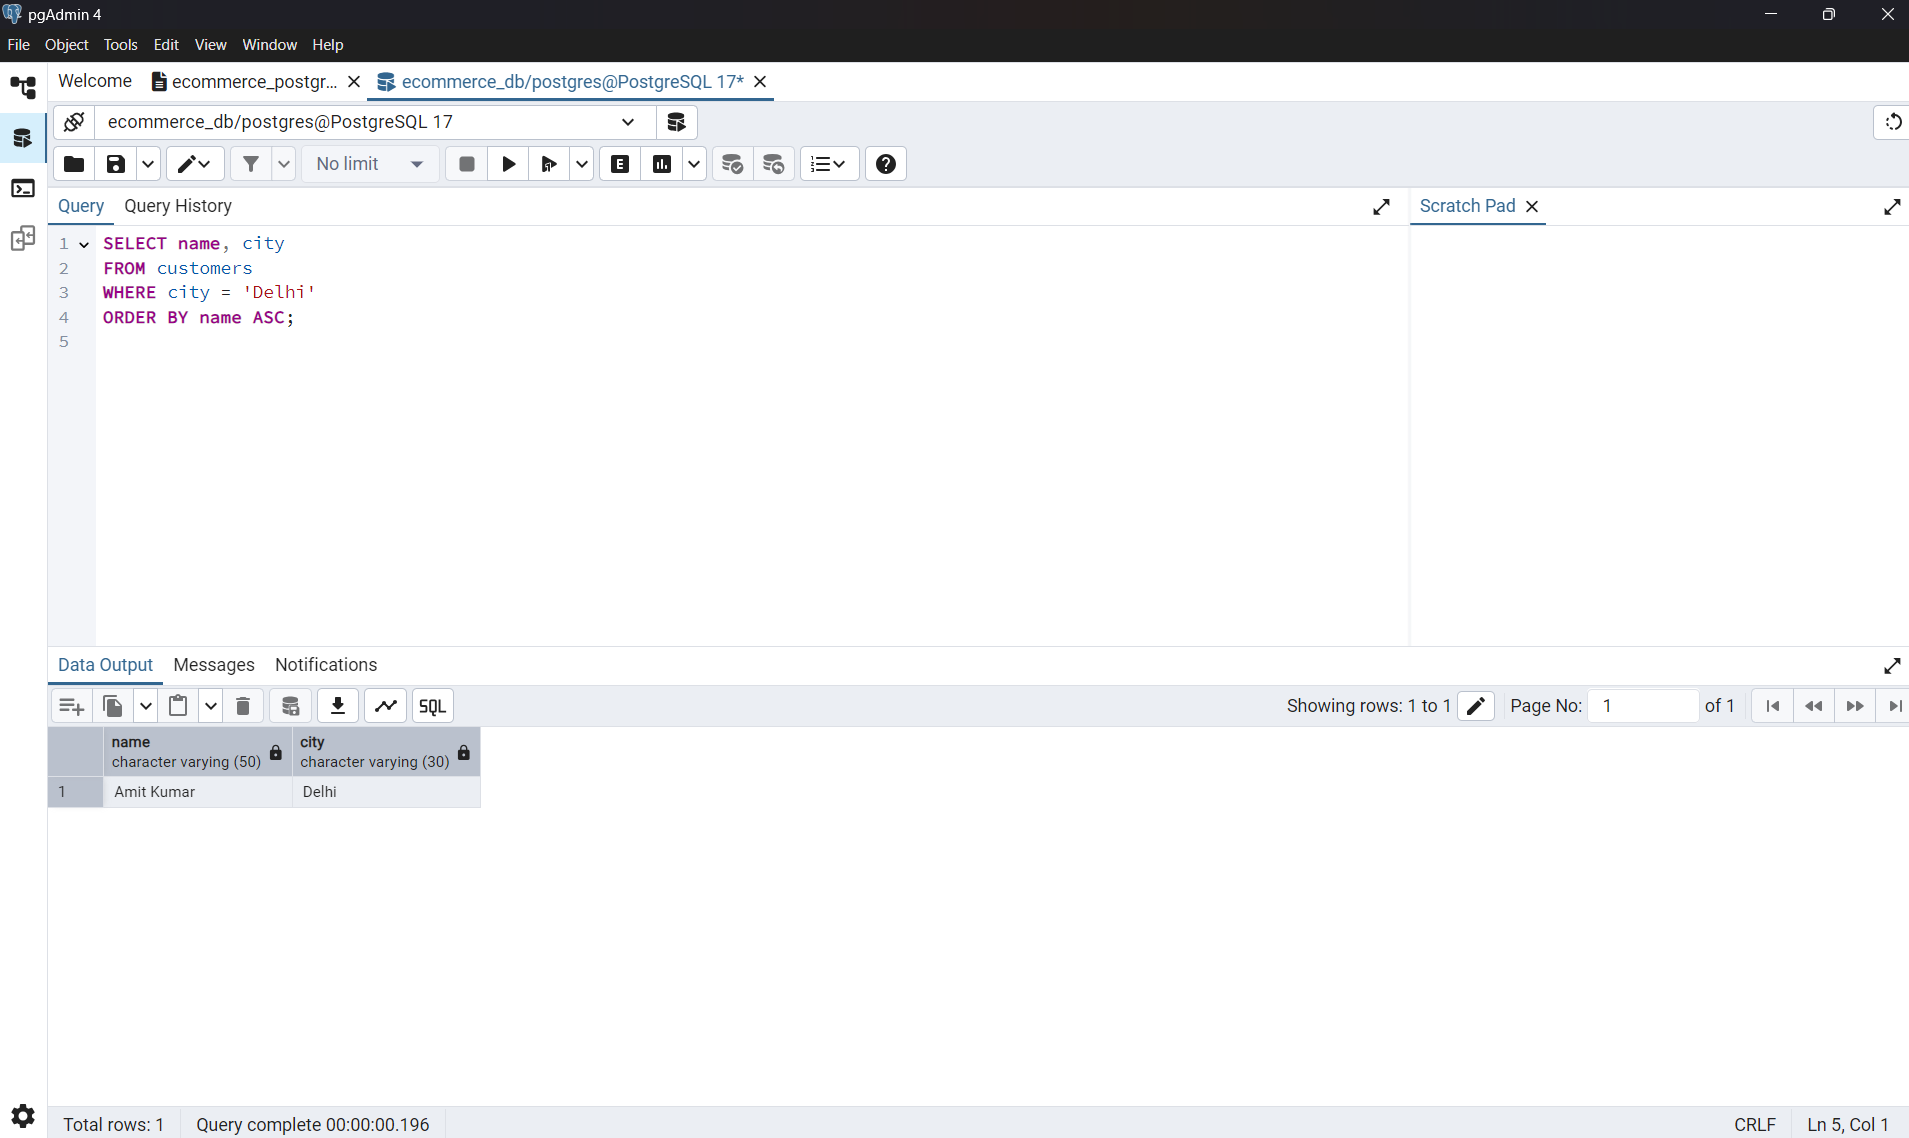 pgAdmin 4
File Object Tools Edit View Window Help
Welcome ecommerce_postgr... ecommerce_db/postgres@PostgreSQL 17*
ecommerce_db/postgres@PostgreSQL 17
No limit E
Query Query History Scratch Pad
1 SELECT name, city
2 FROM customers
3 WHERE city = 'Delhi'
4 ORDER BY name ASC;
5
Data Output Messages Notifications
SQL Showing rows: 1 to 1 Page No: 1 of 1
name city
character varying (50) character varying (30)
1 Amit Kumar Delhi
Total rows: 1 Query complete 00:00:00.196 CRLF Ln 5, Col 1